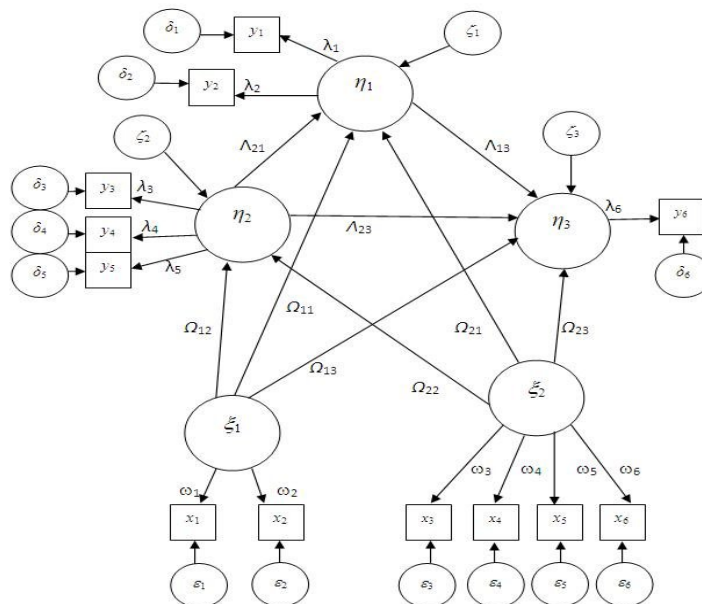 δ1 y1 λ1 ζ1
δ2 y2 λ2 η1
ζ2 Λ21 Λ13 ζ3
δ3 y3 λ3
δ4 y4 λ4 η2 Λ23 η3 λ6 y6
δ5 y5 λ5 δ6
Ω12 Ω11 Ω21 Ω23
Ω13 Ω22
ξ1 ξ2
ω1 ω2 ω3 ω4 ω5 ω6
x1 x2 x3 x4 x5 x6
ε1 ε2 ε3 ε4 ε5 ε6